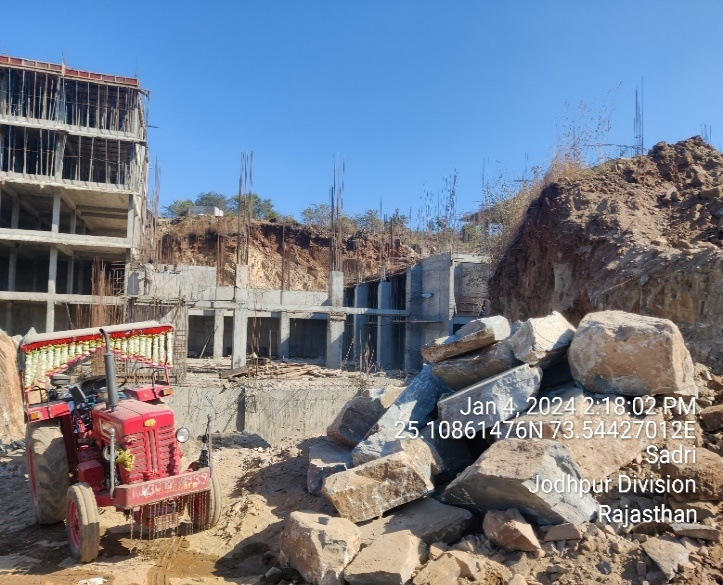 Jan 4, 2024 2:18:02 PM
25.10861476N 73.54427012E
Sadri
Jodhpur Division
Rajasthan